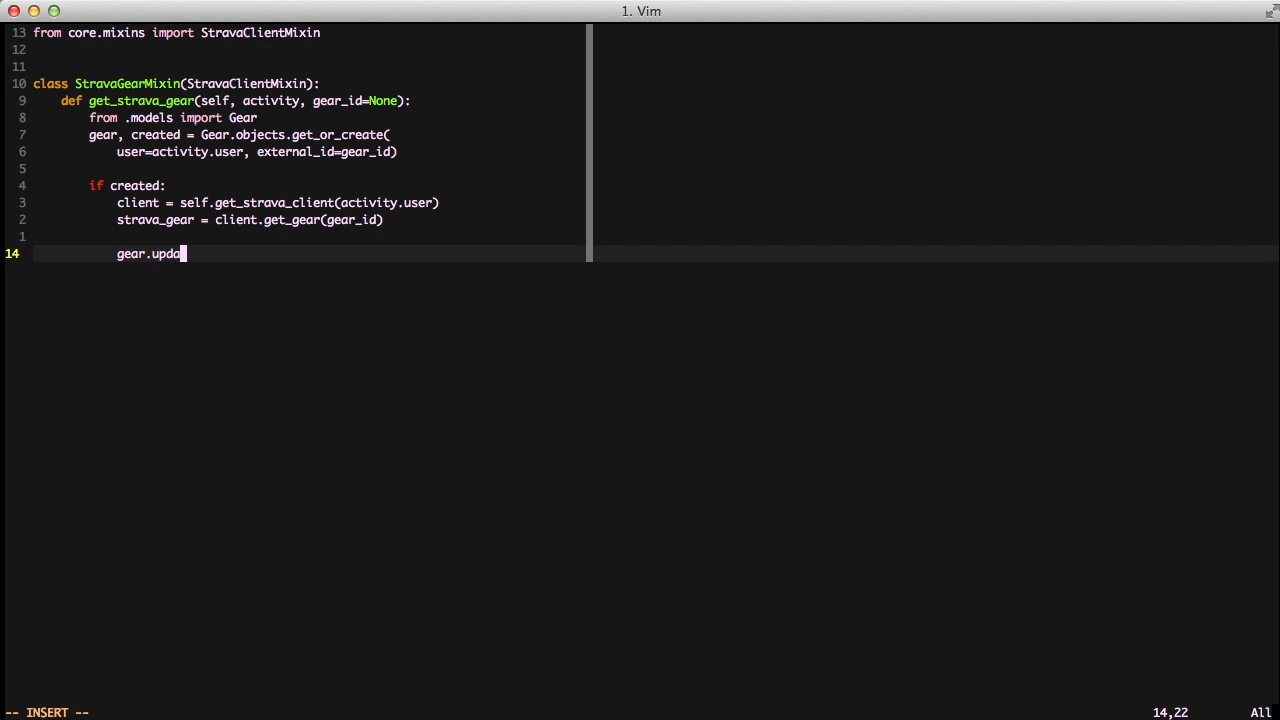 1. Vim
13 from core.mixins import StravaClientMixin
12
11
10 class StravaGearMixin(StravaClientMixin):
9     def get_strava_gear(self, activity, gear_id=None):
8         from .models import Gear
7         gear, created = Gear.objects.get_or_create(
6             user=activity.user, external_id=gear_id)
5
4         if created:
3             client = self.get_strava_client(activity.user)
2             strava_gear = client.get_gear(gear_id)
1
14             gear.upda
-- INSERT -- 14,22 All